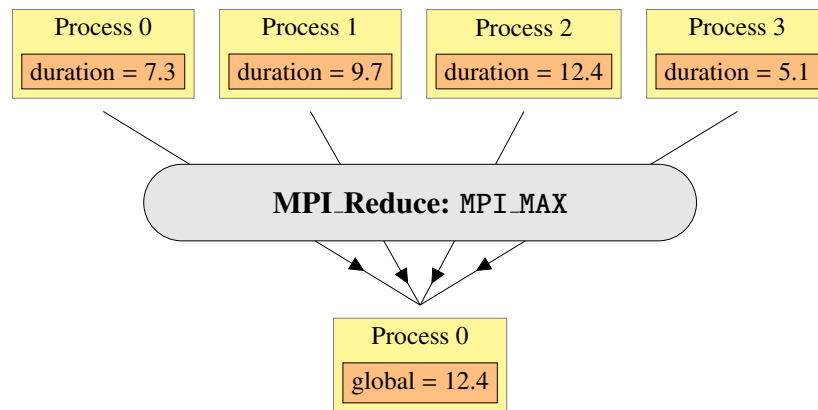 Process 0
duration = 7.3
Process 1
duration = 9.7
Process 2
duration = 12.4
Process 3
duration = 5.1
MPI_Reduce: MPI_MAX
Process 0
global = 12.4